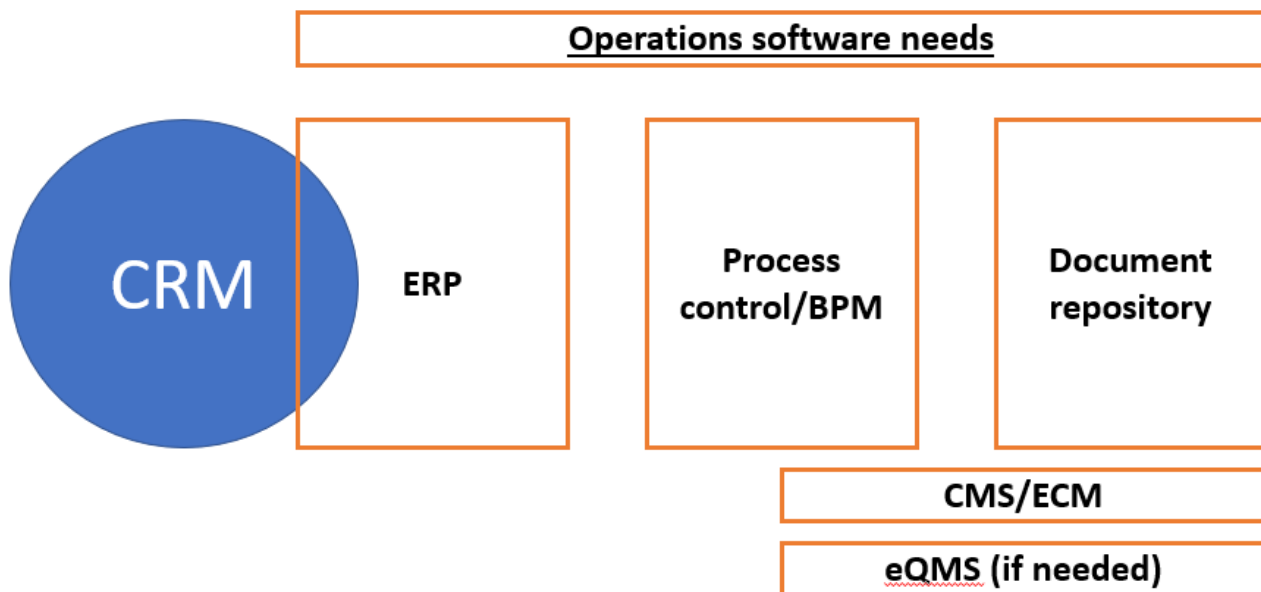 Operations software needs
CRM
ERP
Process
control/BPM
Document
repository
CMS/ECM
eQMS (if needed)